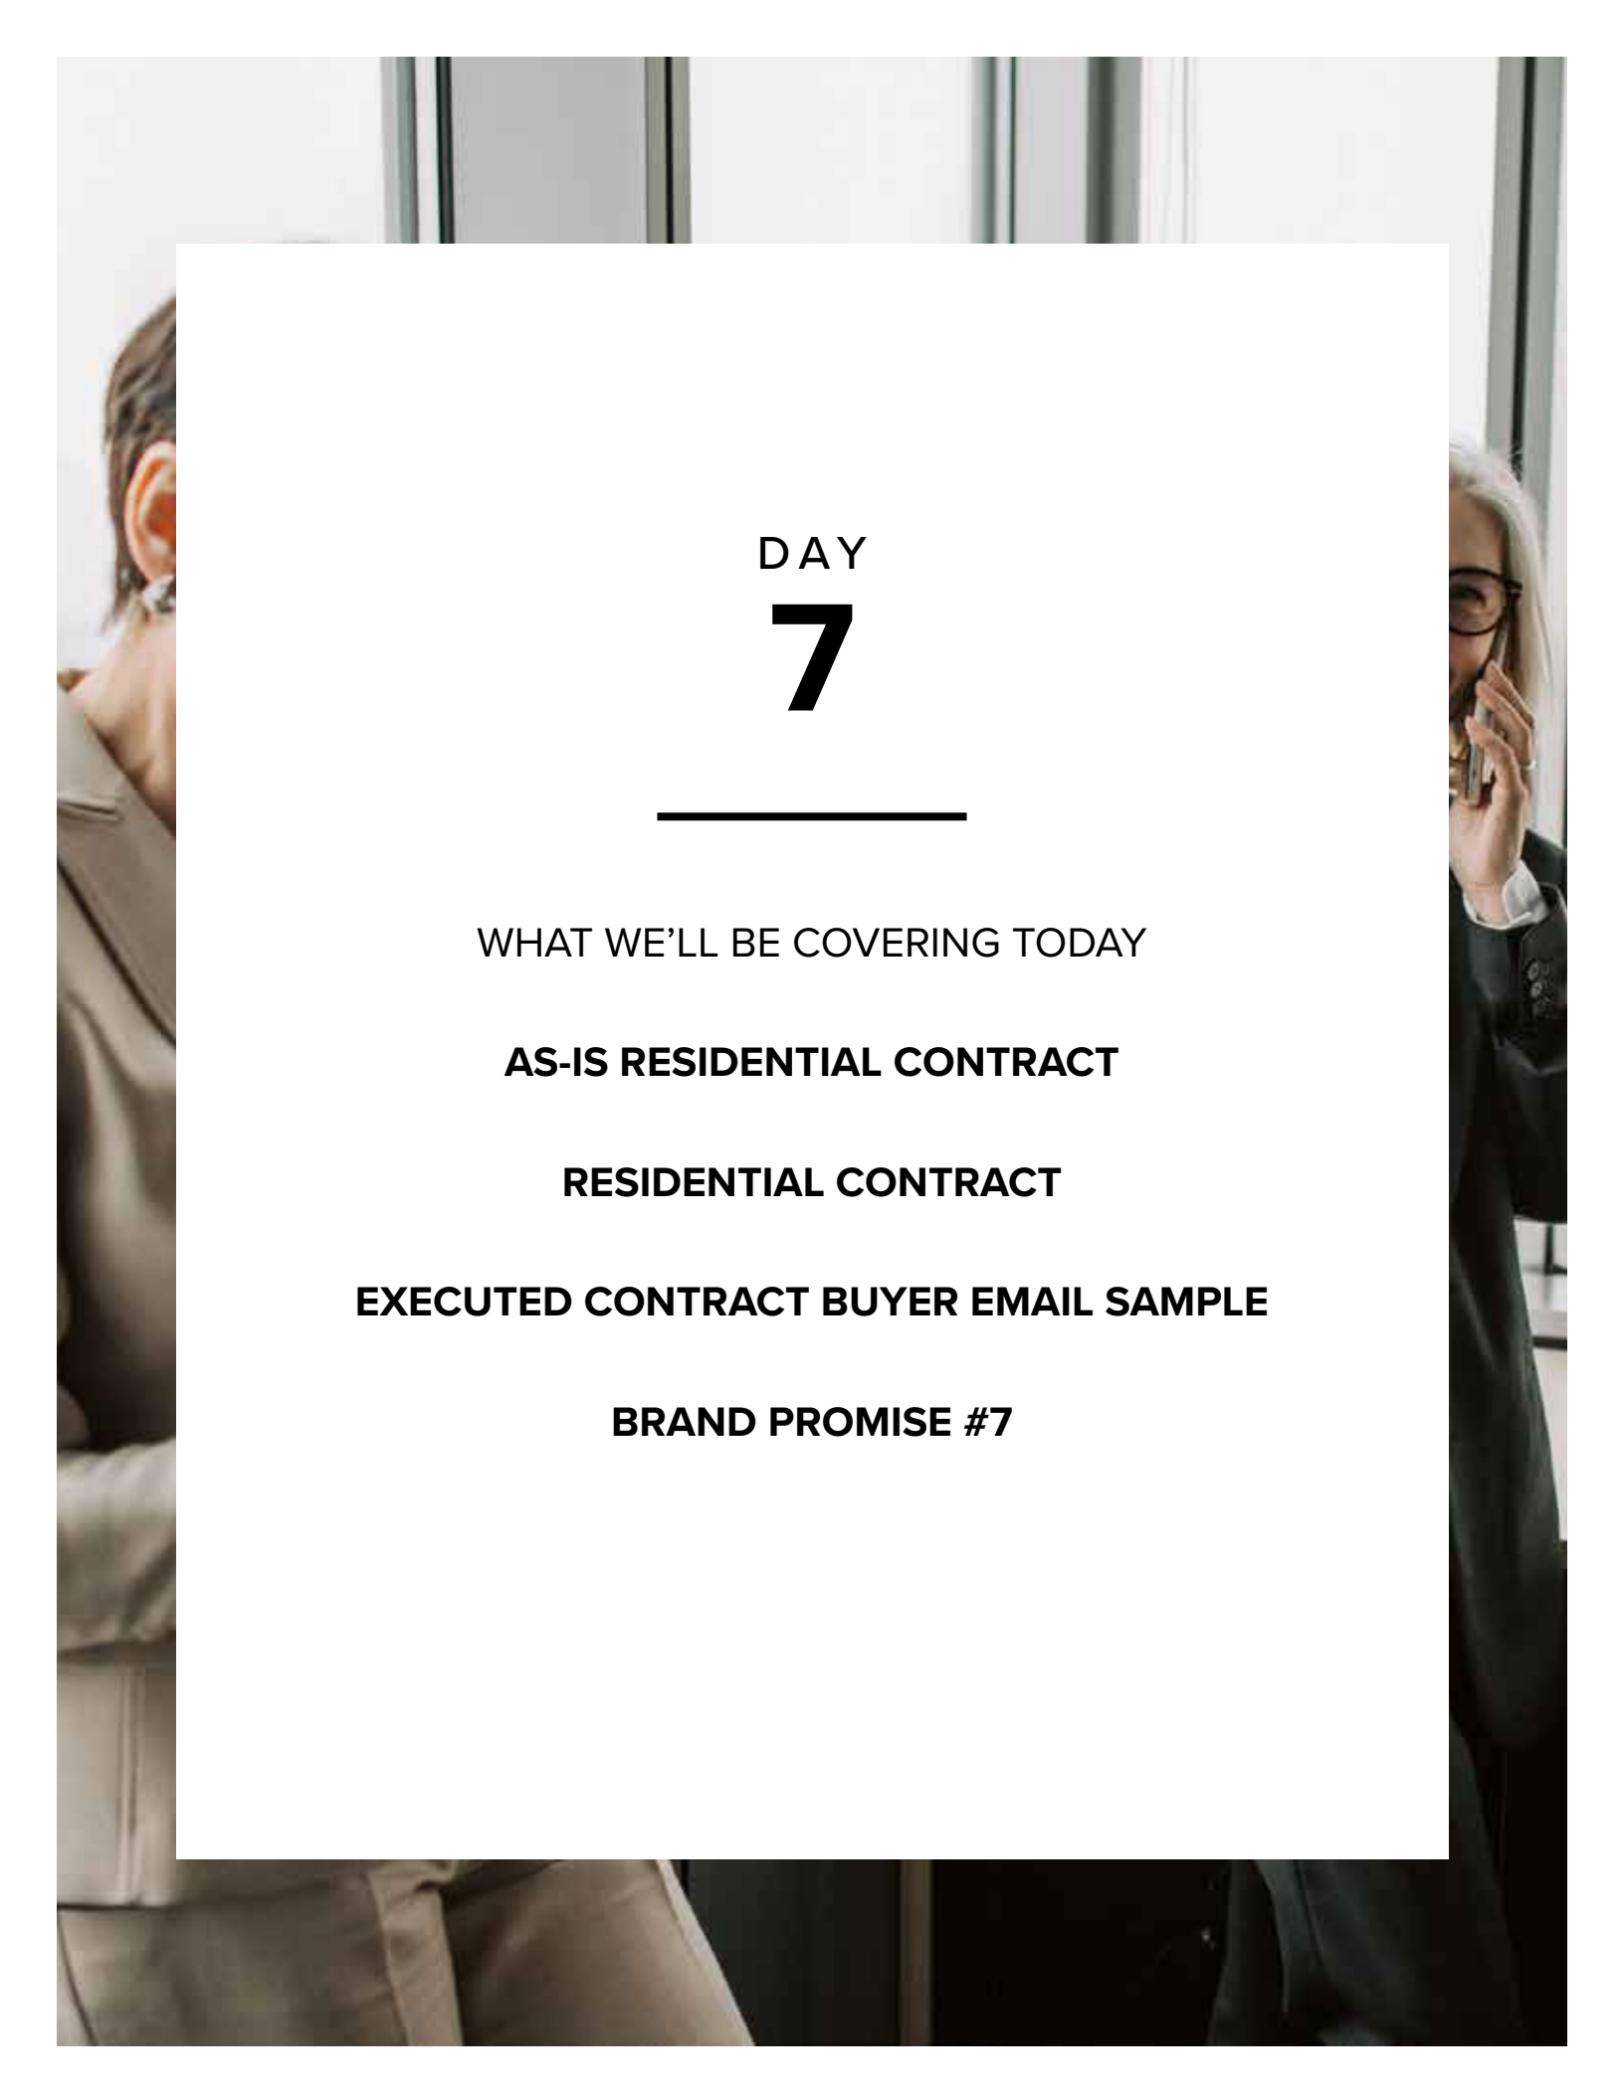 DAY
7
WHAT WE’LL BE COVERING TODAY
AS-IS RESIDENTIAL CONTRACT
RESIDENTIAL CONTRACT
EXECUTED CONTRACT BUYER EMAIL SAMPLE
BRAND PROMISE #7